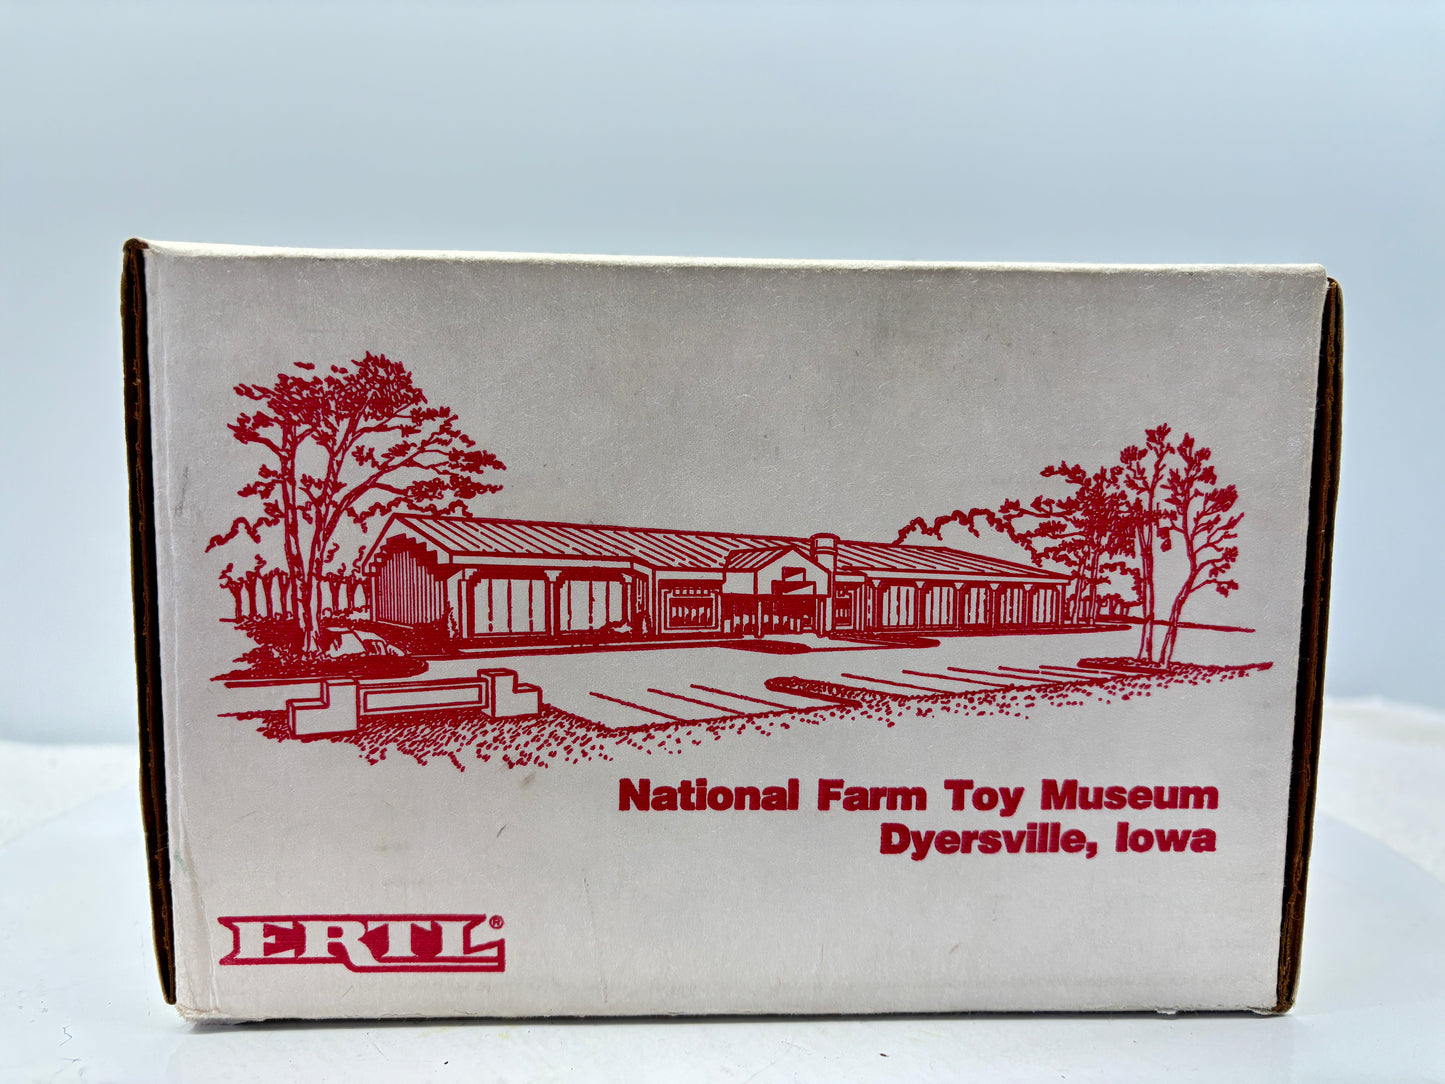 National Farm Toy Museum
Dyersville, Iowa
ERTL®